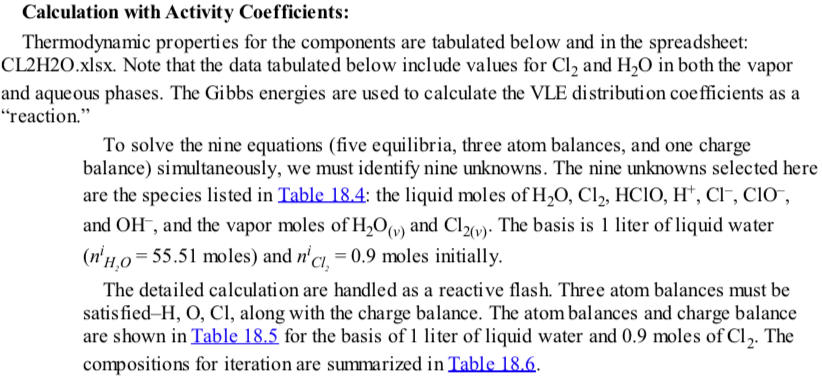 Calculation with Activity Coefficients:
Thermodynamic properties for the components are tabulated below and in the spreadsheet:
CL2H2O.xlsx. Note that the data tabulated below include values for Cl₂ and H₂O in both the vapor
and aqueous phases. The Gibbs energies are used to calculate the VLE distribution coefficients as a
“reaction.”
To solve the nine equations (five equilibria, three atom balances, and one charge
balance) simultaneously, we must identify nine unknowns. The nine unknowns selected here
are the species listed in Table 18.4: the liquid moles of H₂O, Cl₂, HClO, H⁺, Cl⁻, ClO⁻,
and OH⁻, and the vapor moles of H₂O₍ᵥ₎ and Cl₂₍ᵥ₎. The basis is 1 liter of liquid water
(nⁱH₂O = 55.51 moles) and nⁱCl₂ = 0.9 moles initially.
The detailed calculation are handled as a reactive flash. Three atom balances must be
satisfied–H, O, Cl, along with the charge balance. The atom balances and charge balance
are shown in Table 18.5 for the basis of 1 liter of liquid water and 0.9 moles of Cl₂. The
compositions for iteration are summarized in Table 18.6.